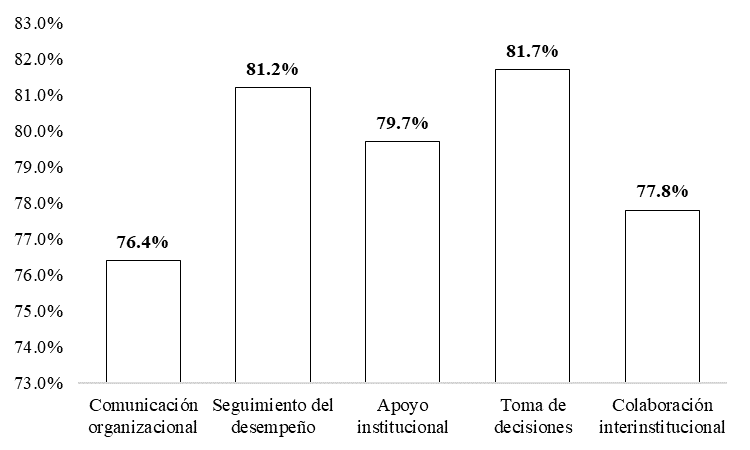 83.0%
82.0%
81.0%
80.0%
79.0%
78.0%
77.0%
76.0%
75.0%
74.0%
73.0%
76.4%
81.2%
79.7%
81.7%
77.8%
Comunicación
organizacional
Seguimiento del
desempeño
Apoyo
institucional
Toma de
decisiones
Colaboración
interinstitucional